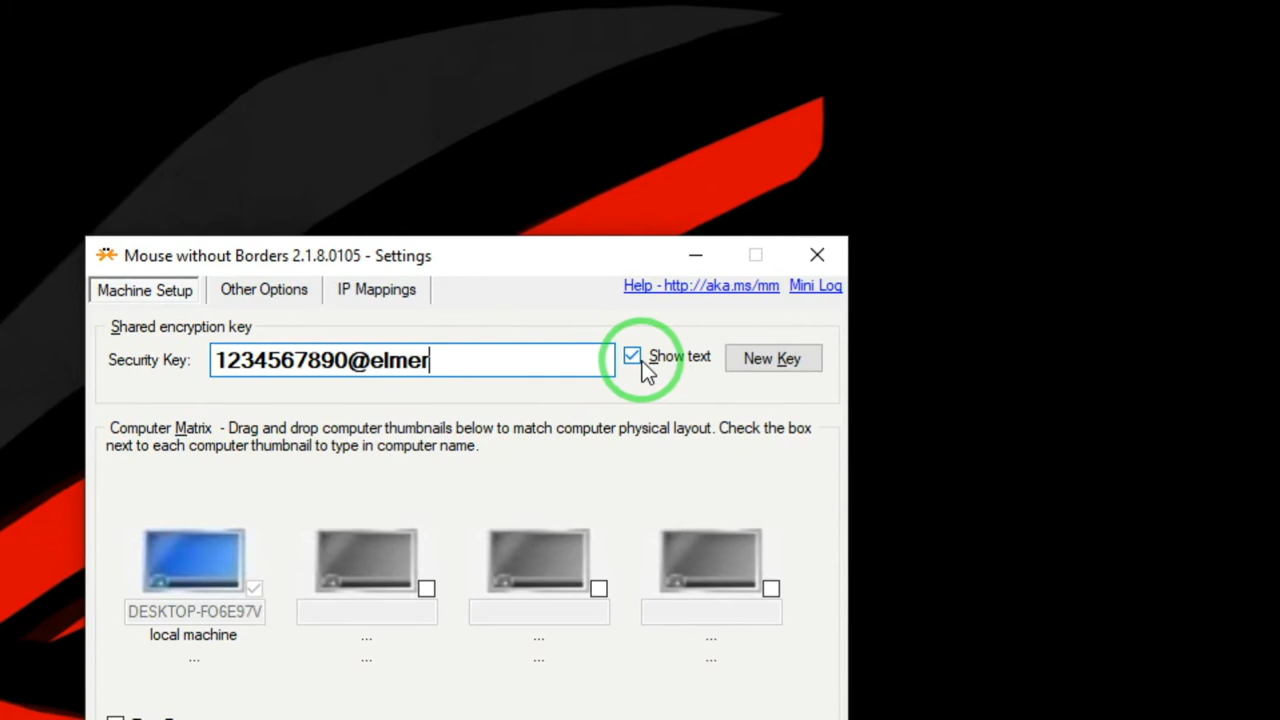 Mouse without Borders 2.1.8.0105 - Settings
Machine Setup Other Options IP Mappings Help - http://aka.ms/mm Mini Log
Shared encryption key
Security Key: 1234567890@elmer Show text New Key
Computer Matrix - Drag and drop computer thumbnails below to match computer physical layout. Check the box
next to each computer thumbnail to type in computer name.
DESKTOP-FO6E97V
local machine
... ... ... ...
... ... ...